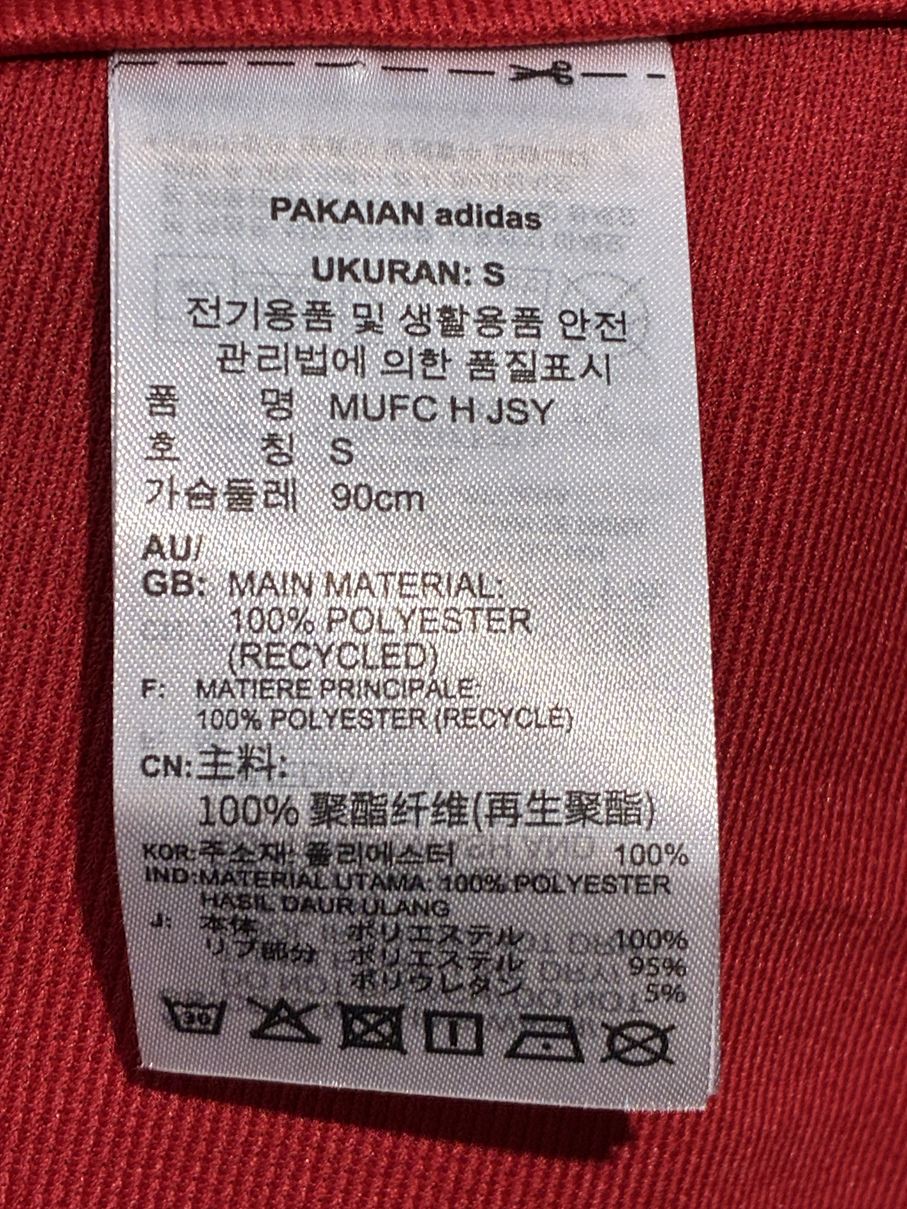 PAKAIAN adidas
UKURAN: S
전기용품 및 생활용품 안전
관리법에 의한 품질표시
품 명 MUFC H JSY
호 칭 S
가슴둘레 90cm
AU/
GB: MAIN MATERIAL:
100% POLYESTER
(RECYCLED)
F: MATIERE PRINCIPALE:
100% POLYESTER (RECYCLÉ)
CN: 主料:
100% 聚酯纤维(再生聚酯)
KOR: 주소재: 폴리에스터 100%
IND: MATERIAL UTAMA: 100% POLYESTER
HASIL DAUR ULANG
J: 本体 ポリエステル 100%
リブ部分 ポリエステル 95%
ポリウレタン 5%
30